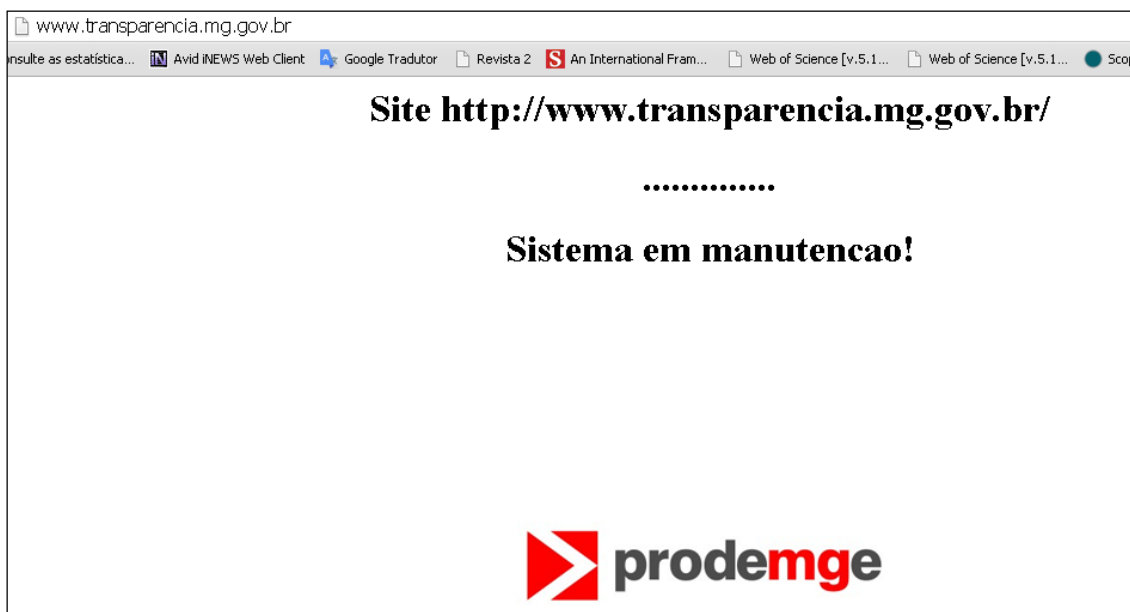 www.transparencia.mg.gov.br
nsulte as estatística... Avid iNEWS Web Client Google Tradutor Revista 2 An International Fram... Web of Science [v.5.1... Web of Science [v.5.1... Sco
Site http://www.transparencia.mg.gov.br/
..............
Sistema em manutencao!
prodemge